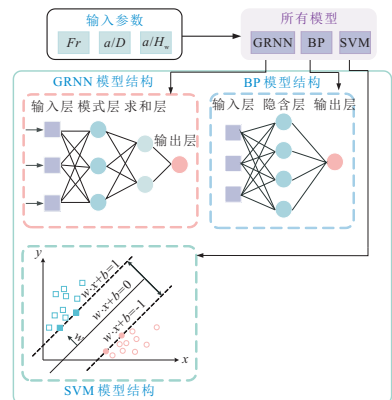 输入参数
Fr a/D a/Hw
所有模型
GRNN BP SVM
GRNN 模型结构
BP 模型结构
输入层 模式层 求和层
输出层
输入层 隐含层 输出层
y
w·x+b=1
w·x+b=0
w·x+b=-1
w
x
SVM 模型结构